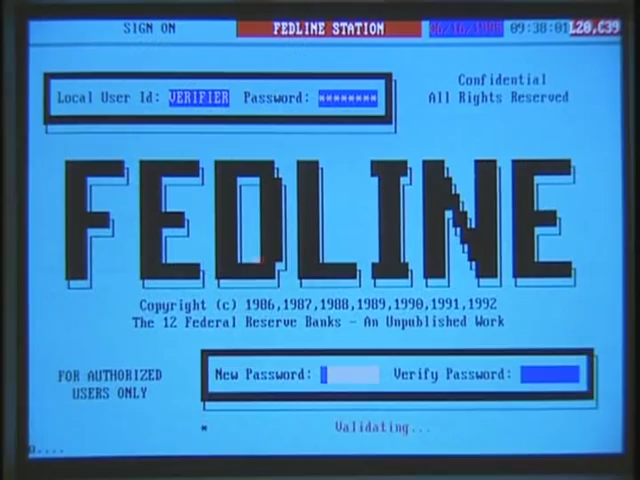 SIGN ON FEDLINE STATION 09:38:01 L20,C39
Local User Id: VERIFIER Password: ********
Confidential
All Rights Reserved
FEDLINE
Copyright (c) 1986,1987,1988,1989,1990,1991,1992
The 12 Federal Reserve Banks - An Unpublished Work
New Password: Verify Password:
FOR AUTHORIZED
USERS ONLY
* Validating...